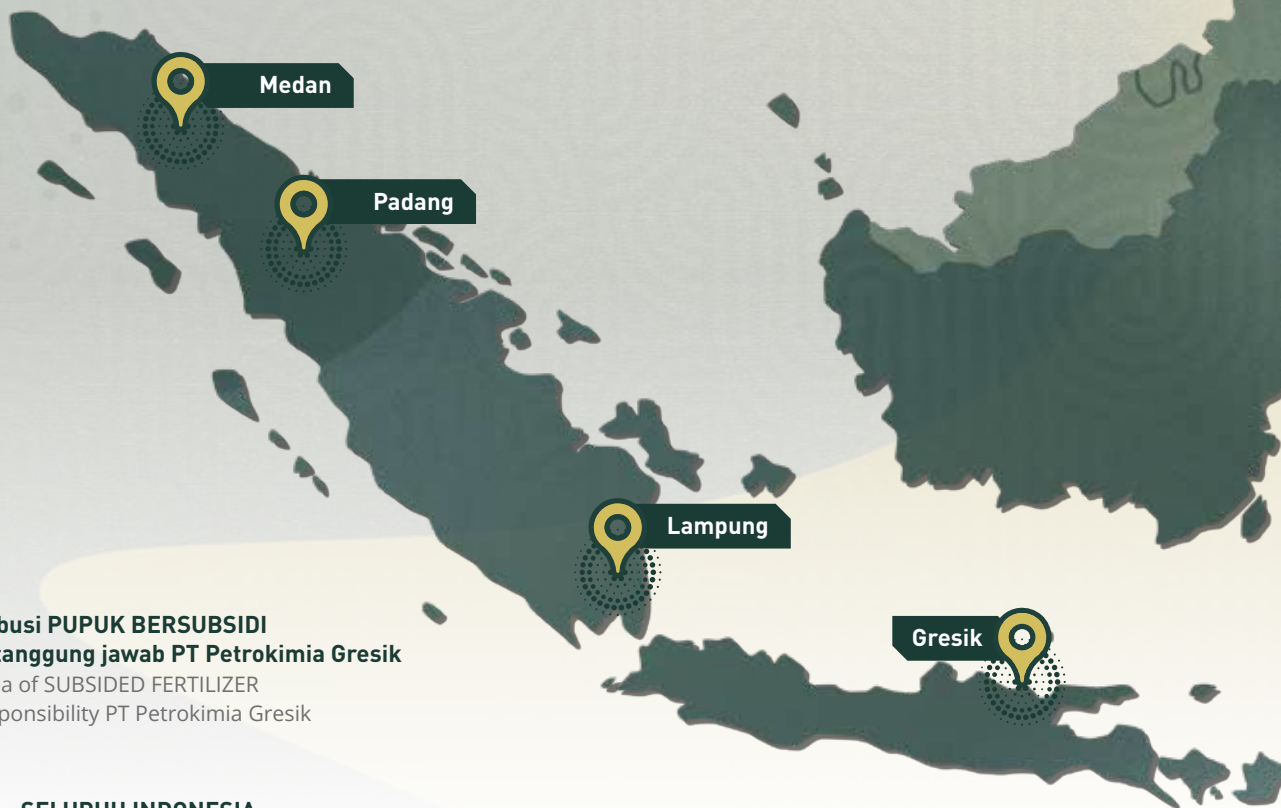 Medan
Padang
Lampung
Gresik
busi PUPUK BERSUBSIDI
tanggung jawab PT Petrokimia Gresik
a of SUBSIDED FERTILIZER
ponsibility PT Petrokimia Gresik
SELURUH INDONESIA